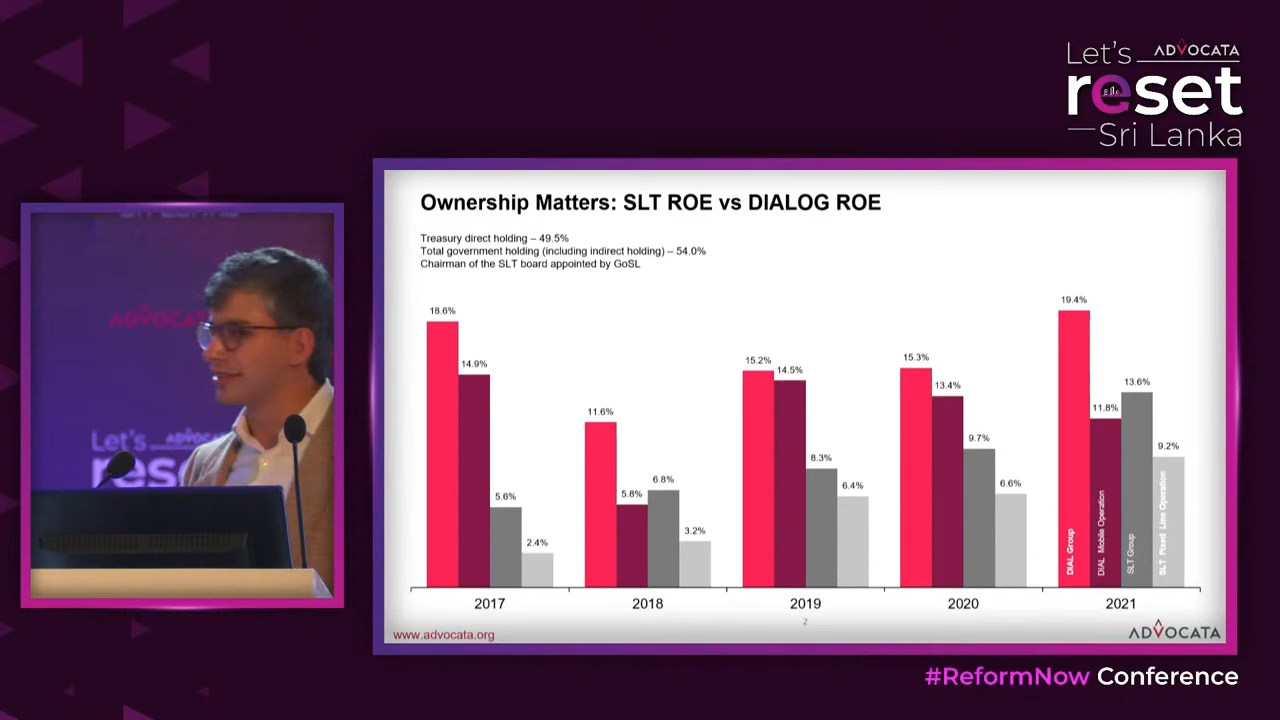 Let's ADVOCATA
reset
Sri Lanka
Ownership Matters: SLT ROE vs DIALOG ROE
Treasury direct holding – 49.5%
Total government holding (including indirect holding) – 54.0%
Chairman of the SLT board appointed by GoSL
18.6%
14.9%
5.6%
2.4%
11.6%
5.8%
6.8%
3.2%
15.2%
14.5%
8.3%
6.4%
15.3%
13.4%
9.7%
6.6%
19.4%
11.8%
13.6%
9.2%
DIAL Group
DIAL Mobile Operation
SLT Group
SLT Fixed Line Operation
2017
2018
2019
2020
2021
2
www.advocata.org
ADVOCATA
ADVOCAT
Let's ADVOCATA
rese
#ReformNow Conference